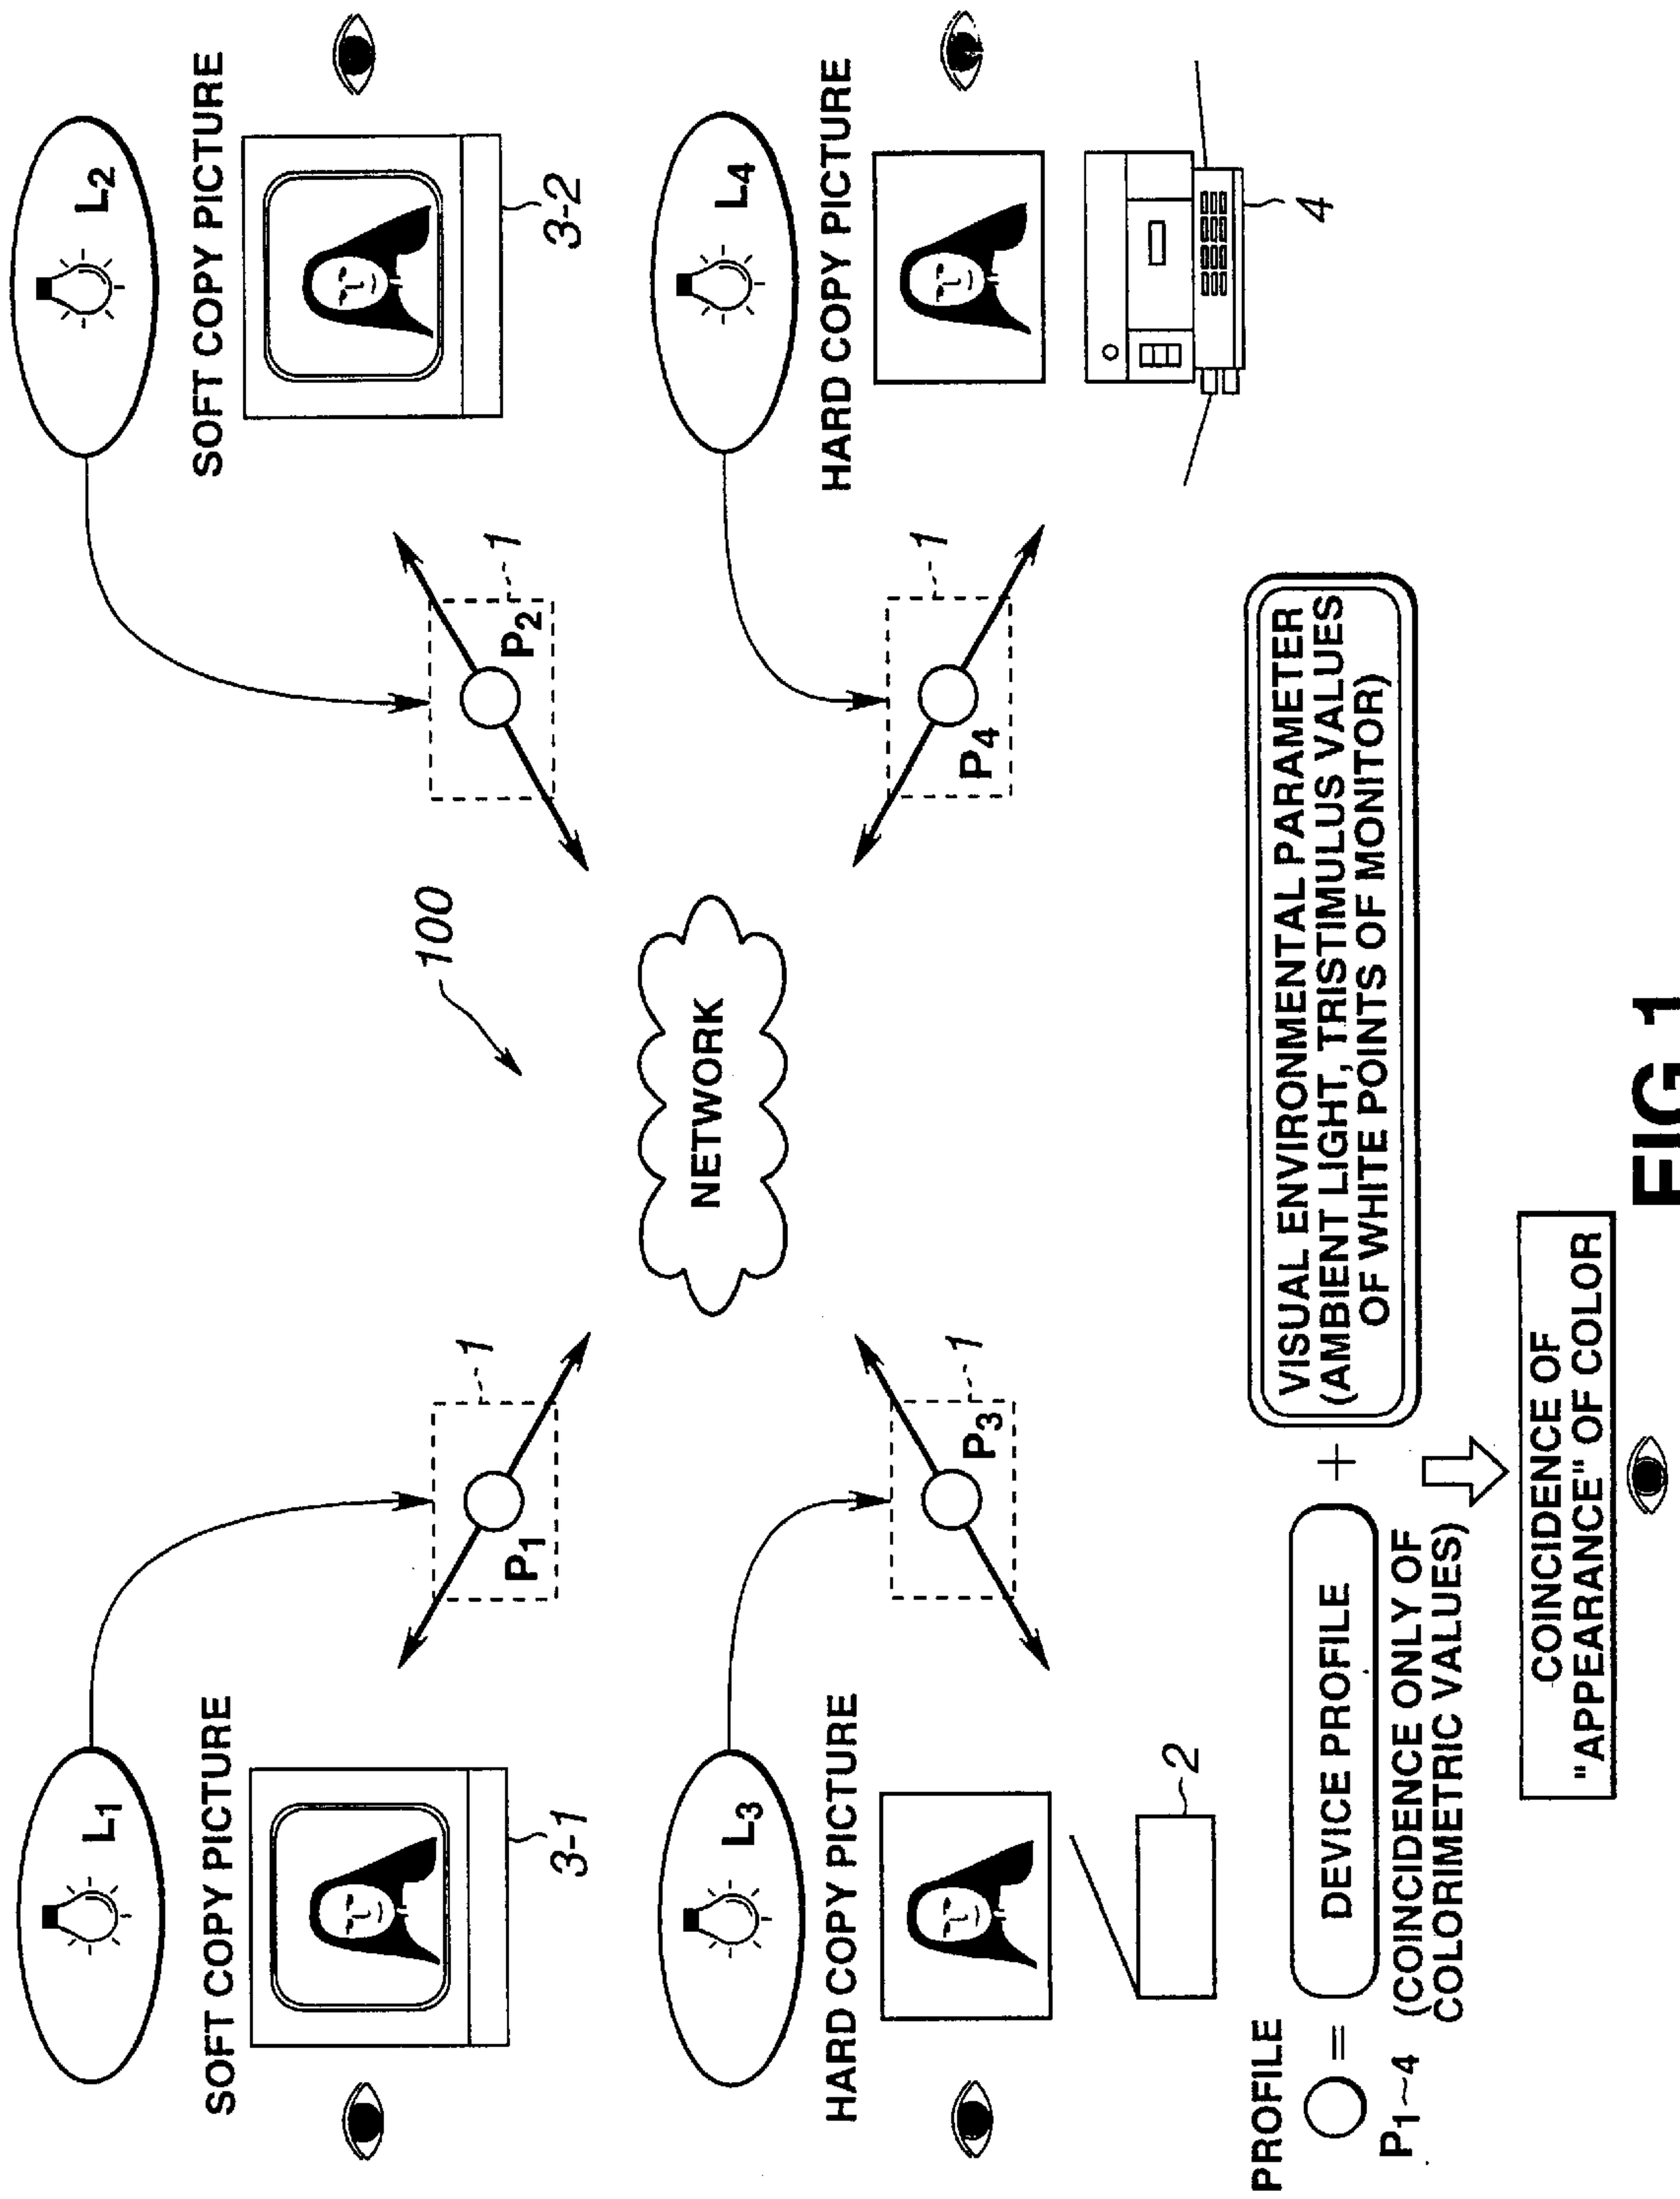 L1
L2
SOFT COPY PICTURE
SOFT COPY PICTURE
3-1
3-2
1
1
P1
P2
100
NETWORK
L3
L4
HARD COPY PICTURE
HARD COPY PICTURE
1
1
P3
P4
2
4
PROFILE
=
P1~4
DEVICE PROFILE
(COINCIDENCE ONLY OF
COLORIMETRIC VALUES)
+
VISUAL ENVIRONMENTAL PARAMETER
(AMBIENT LIGHT, TRISTIMULUS VALUES
OF WHITE POINTS OF MONITOR)
COINCIDENCE OF
"APPEARANCE" OF COLOR
FIG.1